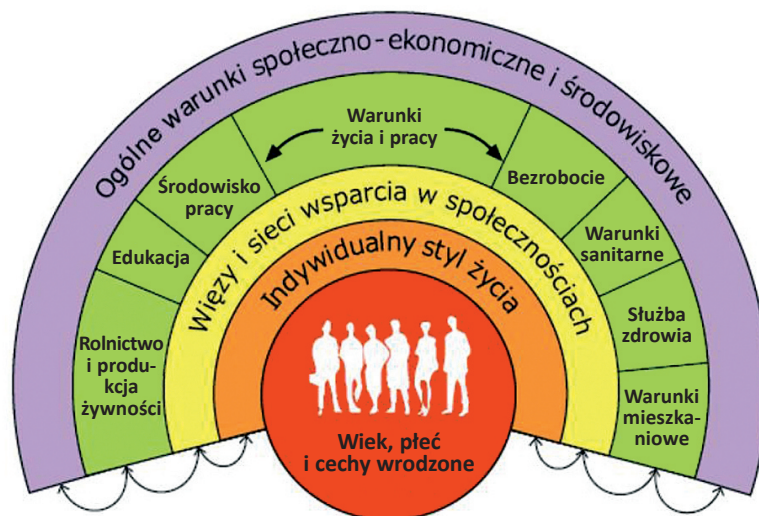 Ogólne warunki społeczno-ekonomiczne i środowiskowe
Warunki
życia i pracy
Rolnictwo
i produ-
kcja
żywności
Edukacja
Środowisko
pracy
Bezrobocie
Warunki
sanitarne
Służba
zdrowia
Warunki
mieszka-
niowe
Więzy i sieci wsparcia w społecznościach
Indywidualny styl życia
Wiek, płeć
i cechy wrodzone